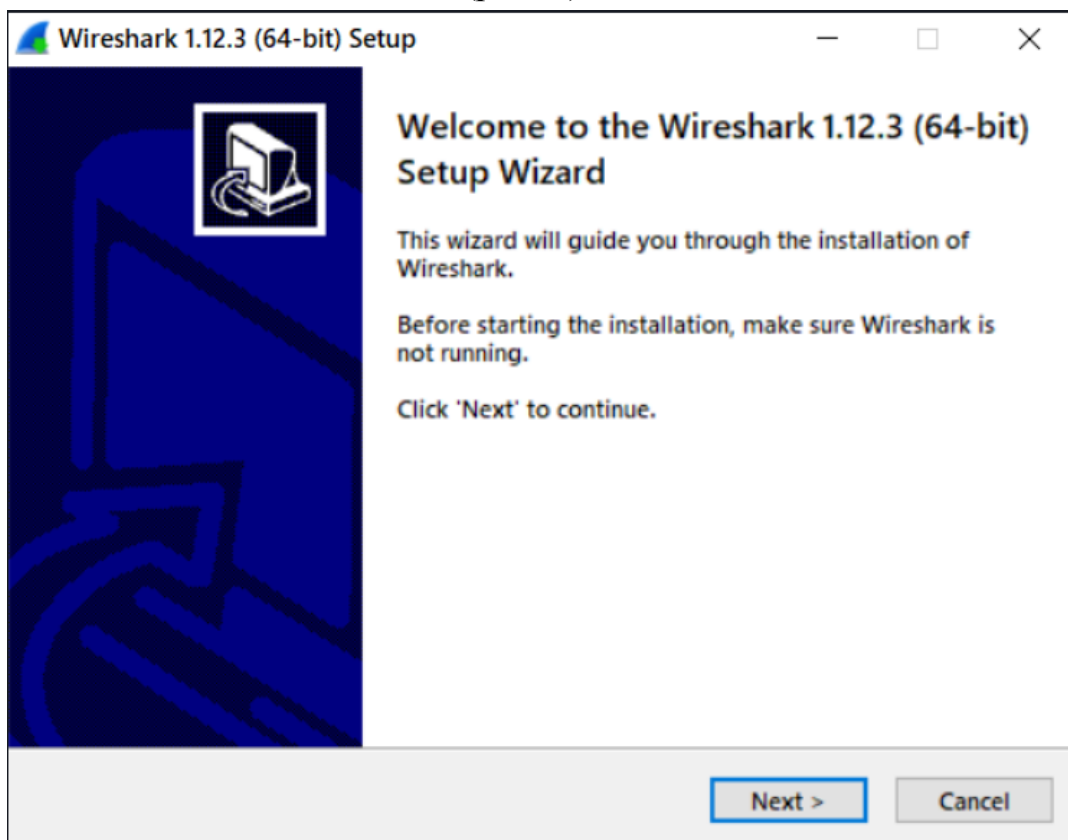 Wireshark 1.12.3 (64-bit) Setup
Welcome to the Wireshark 1.12.3 (64-bit)
Setup Wizard
This wizard will guide you through the installation of
Wireshark.
Before starting the installation, make sure Wireshark is
not running.
Click 'Next' to continue.
Next >
Cancel